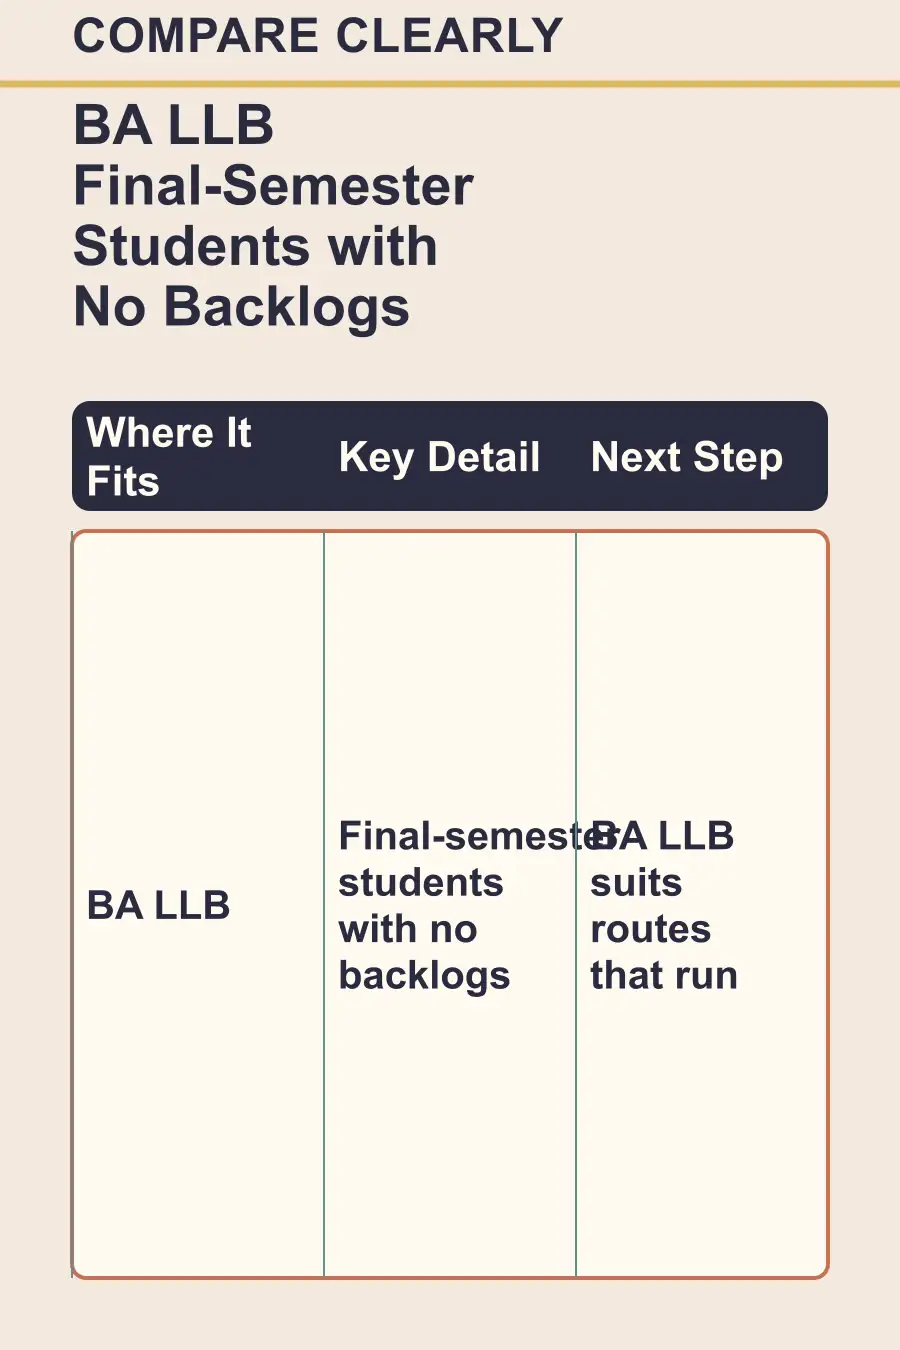 COMPARE CLEARLY
BA LLB
Final-Semester
Students with
No Backlogs
Where It
Fits
Key Detail
Next Step
BA LLB
Final-semester
students
with no
backlogs
BA LLB
suits
routes
that run